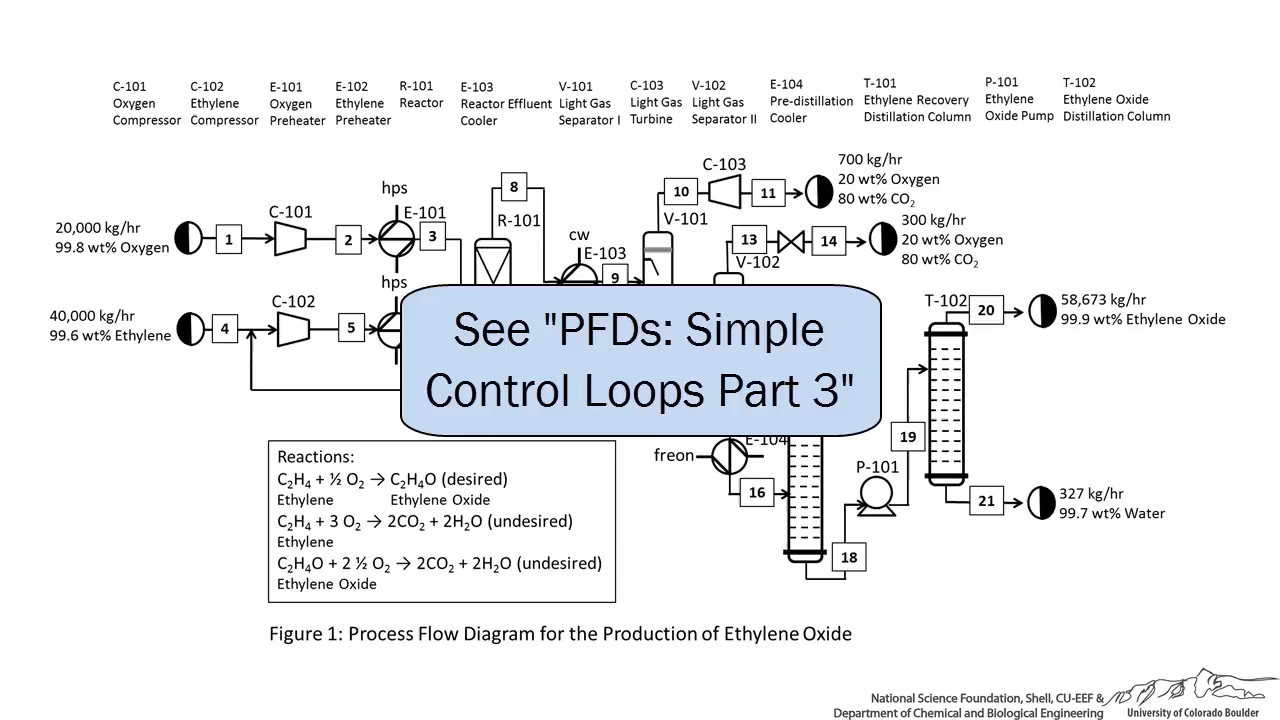 C-101
Oxygen
Compressor
C-102
Ethylene
Compressor
E-101
Oxygen
Preheater
E-102
Ethylene
Preheater
R-101
Reactor
E-103
Reactor Effluent
Cooler
V-101
Light Gas
Separator I
C-103
Light Gas
Turbine
V-102
Light Gas
Separator II
E-104
Pre-distillation
Cooler
T-101
Ethylene Recovery
Distillation Column
P-101
Ethylene
Oxide Pump
T-102
Ethylene Oxide
Distillation Column
20,000 kg/hr
99.8 wt% Oxygen
1
C-101
2
hps
E-101
3
8
R-101
cw
E-103
9
V-101
10
C-103
11
700 kg/hr
20 wt% Oxygen
80 wt% CO₂
13
V-102
14
300 kg/hr
20 wt% Oxygen
80 wt% CO₂
40,000 kg/hr
99.6 wt% Ethylene
4
C-102
5
hps
See "PFDs: Simple
Control Loops Part 3"
T-102
20
58,673 kg/hr
99.9 wt% Ethylene Oxide
E-104
freon
16
18
P-101
19
21
327 kg/hr
99.7 wt% Water
Reactions:
C₂H₄ + ½ O₂ → C₂H₄O (desired)
Ethylene Ethylene Oxide
C₂H₄ + 3 O₂ → 2CO₂ + 2H₂O (undesired)
Ethylene
C₂H₄O + 2 ½ O₂ → 2CO₂ + 2H₂O (undesired)
Ethylene Oxide
Figure 1: Process Flow Diagram for the Production of Ethylene Oxide
National Science Foundation, Shell, CU-EEF &
Department of Chemical and Biological Engineering
University of Colorado Boulder